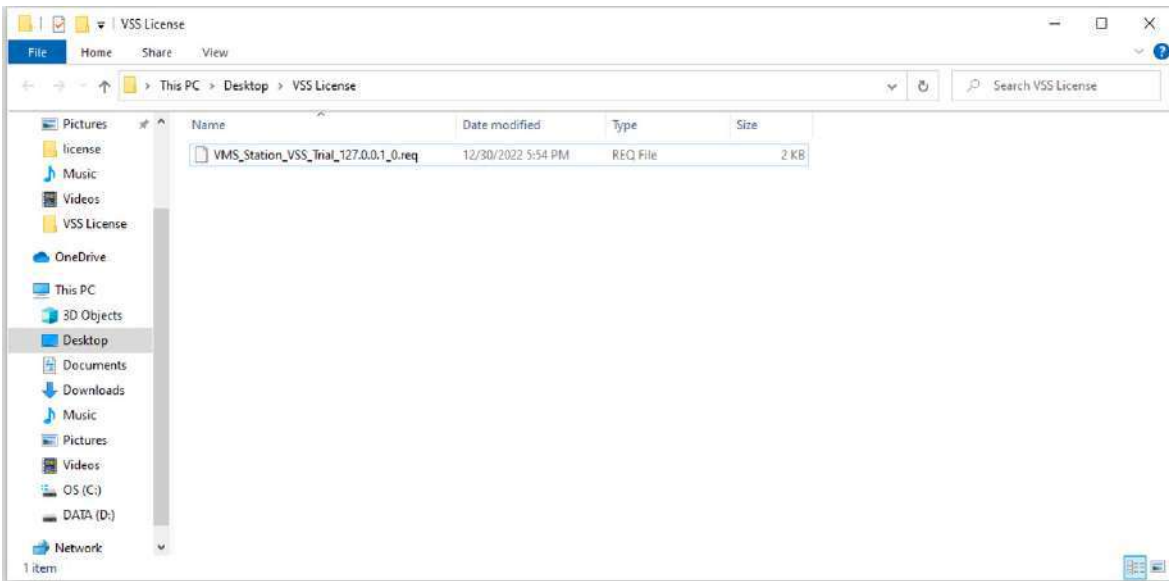 VSS License
File Home Share View
This PC > Desktop > VSS License
Search VSS License
Name Date modified Type Size
VMS_Station_VSS_Trial_127.0.0.1_0.req 12/30/2022 5:54 PM REQ File 2 KB
Pictures
license
Music
Videos
VSS License
OneDrive
This PC
3D Objects
Desktop
Documents
Downloads
Music
Pictures
Videos
OS (C:)
DATA (D:)
Network
1 item